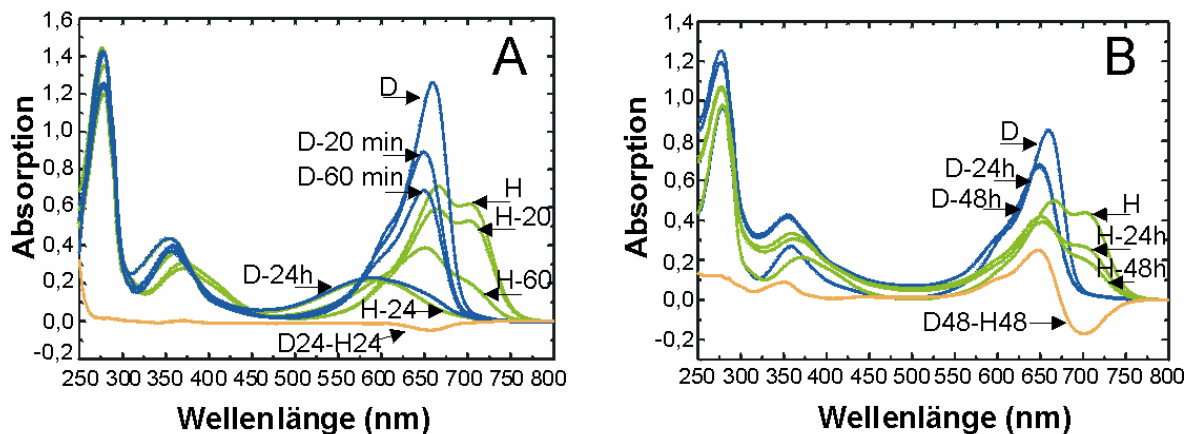 A
Absorption
1,6
1,4
1,2
1,0
0,8
0,6
0,4
0,2
0,0
-0,2
D
D-20 min
D-60 min
H
H-20
H-60
D-24h
H-24
D24-H24
250 300 350 400 450 500 550 600 650 700 750 800
Wellenlänge (nm)
B
Absorption
1,4
1,2
1,0
0,8
0,6
0,4
0,2
0,0
-0,2
D
D-24h
D-48h
H
H-24h
H-48h
D48-H48
250 300 350 400 450 500 550 600 650 700 750 800
Wellenlänge (nm)